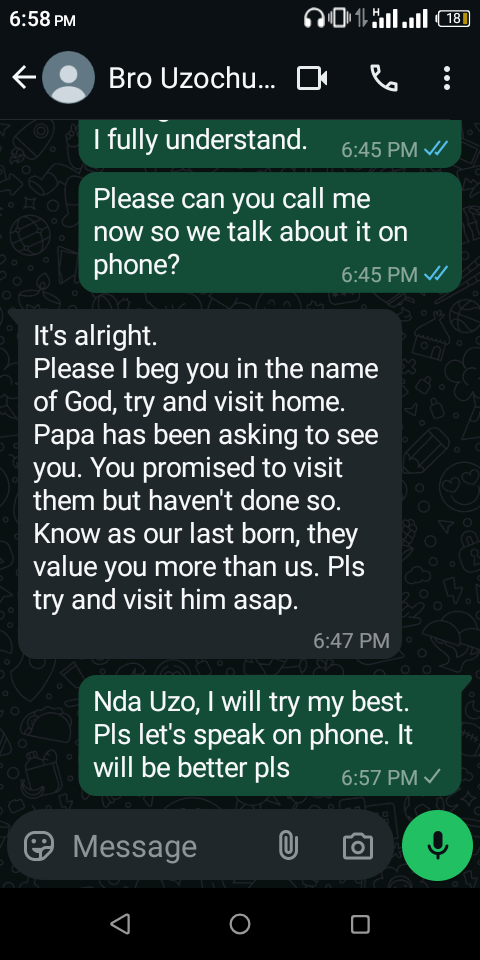 6:58 PM
H
18
Bro Uzochu...
I fully understand.
6:45 PM
Please can you call me
now so we talk about it on
phone?
6:45 PM
It's alright.
Please I beg you in the name
of God, try and visit home.
Papa has been asking to see
you. You promised to visit
them but haven't done so.
Know as our last born, they
value you more than us. Pls
try and visit him asap.
6:47 PM
Nda Uzo, I will try my best.
Pls let's speak on phone. It
will be better pls
6:57 PM
Message